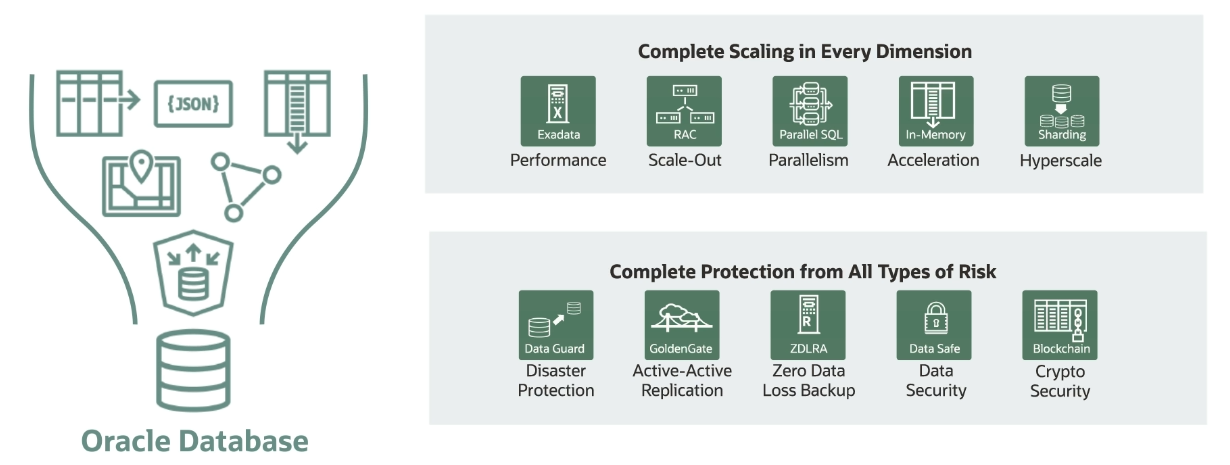 {JSON}
Oracle Database
Complete Scaling in Every Dimension
X
Exadata
RAC
Parallel SQL
In-Memory
Sharding
Performance
Scale-Out
Parallelism
Acceleration
Hyperscale
Complete Protection from All Types of Risk
Data Guard
GoldenGate
R
ZDLRA
Data Safe
Blockchain
Disaster
Protection
Active-Active
Replication
Zero Data
Loss Backup
Data
Security
Crypto
Security